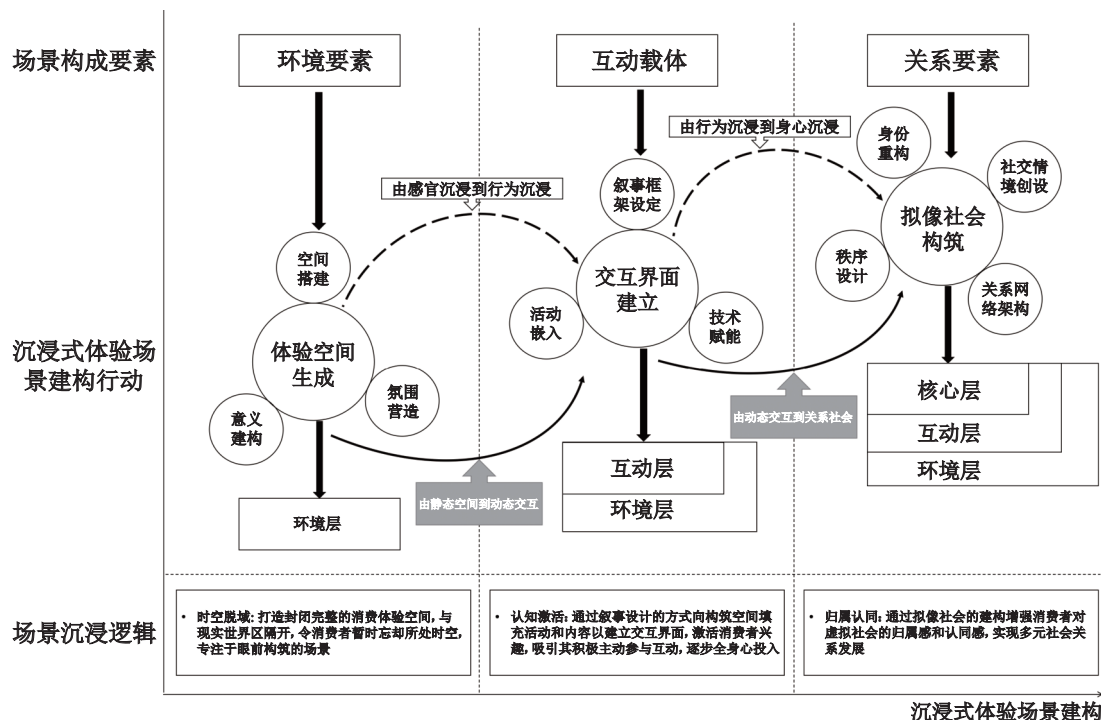 场景构成要素
环境要素
互动载体
关系要素
由行为沉浸到身心沉浸
由感官沉浸到行为沉浸
沉浸式体验场
景建构行动
空间
搭建
体验空间
生成
意义
建构
氛围
营造
环境层
由静态空间到动态交互
叙事框
架设定
交互界面
建立
活动
嵌入
技术
赋能
互动层
环境层
由动态交互到关系社会
身份
重构
社交情
境创设
拟像社会
构筑
秩序
设计
关系网
络架构
核心层
互动层
环境层
场景沉浸逻辑
• 时空脱域: 打造封闭完整的消费体验空间, 与
现实世界区隔开, 令消费者暂时忘却所处时空,
专注于眼前构筑的场景
• 认知激活: 通过叙事设计的方式向构筑空间填
充活动和内容以建立交互界面, 激活消费者兴
趣, 吸引其积极主动参与互动, 逐步全身心投入
• 归属认同: 通过拟像社会的建构增强消费者对
虚拟社会的归属感和认同感, 实现多元社会关
系发展
沉浸式体验场景建构